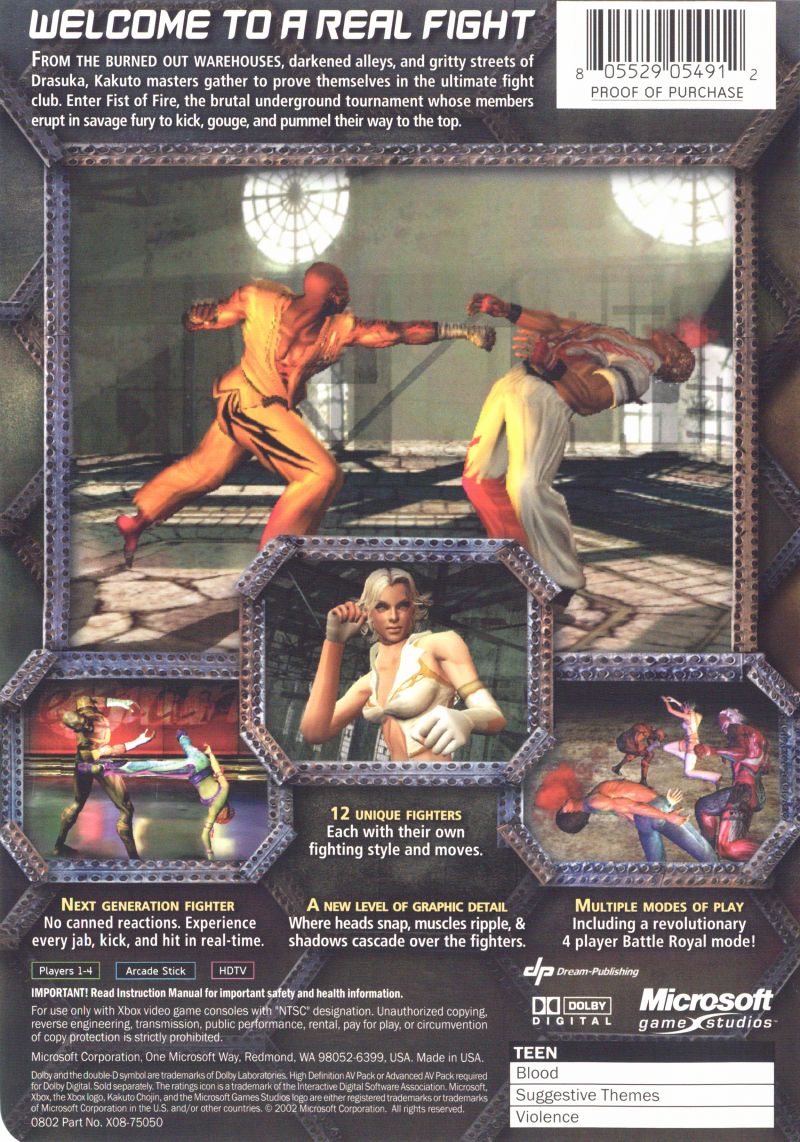 WELCOME TO A REAL FIGHT
FROM THE BURNED OUT WAREHOUSES, darkened alleys, and gritty streets of
Drasuka, Kakuto masters gather to prove themselves in the ultimate fight
club. Enter Fist of Fire, the brutal underground tournament whose members
erupt in savage fury to kick, gouge, and pummel their way to the top.
8 05529 05491 2
PROOF OF PURCHASE
12 UNIQUE FIGHTERS
Each with their own
fighting style and moves.
NEXT GENERATION FIGHTER
No canned reactions. Experience
every jab, kick, and hit in real-time.
A NEW LEVEL OF GRAPHIC DETAIL
Where heads snap, muscles ripple, &
shadows cascade over the fighters.
MULTIPLE MODES OF PLAY
Including a revolutionary
4 player Battle Royal mode!
Players 1-4 Arcade Stick HDTV
IMPORTANT! Read Instruction Manual for important safety and health information.
For use only with Xbox video game consoles with "NTSC" designation. Unauthorized copying,
reverse engineering, transmission, public performance, rental, pay for play, or circumvention
of copy protection is strictly prohibited.
Microsoft Corporation, One Microsoft Way, Redmond, WA 98052-6399, USA. Made in USA.
Dolby and the double-D symbol are trademarks of Dolby Laboratories. High Definition AV Pack or Advanced AV Pack required
for Dolby Digital. Sold separately. The ratings icon is a trademark of the Interactive Digital Software Association. Microsoft,
Xbox, the Xbox logo, Kakuto Chojin, and the Microsoft Games Studios logo are either registered trademarks or trademarks
of Microsoft Corporation in the U.S. and/or other countries. © 2002 Microsoft Corporation. All rights reserved.
0802 Part No. X08-75050
dp Dream-Publishing
DOLBY
DIGITAL
Microsoft
game studios™
TEEN
Blood
Suggestive Themes
Violence